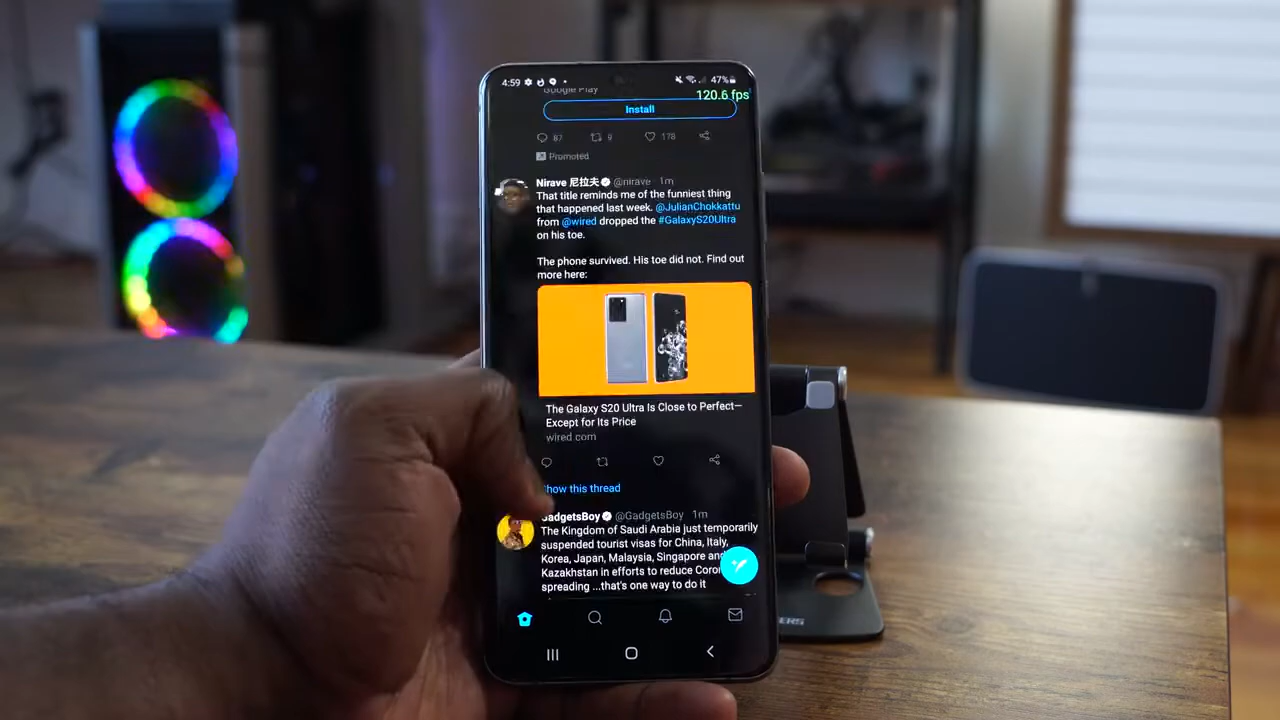 4:59
47%
120.6 fps
Google Play
Install
87 9 178
Promoted
Nirave 尼拉夫 @nirave 1m
That title reminds me of the funniest thing
that happened last week. @JulianChokkattu
from @wired dropped the #GalaxyS20Ultra
on his toe.
The phone survived. His toe did not. Find out
more here:
The Galaxy S20 Ultra Is Close to Perfect—
Except for Its Price
wired.com
how this thread
GadgetsBoy @GadgetsBoy 1m
The Kingdom of Saudi Arabia just temporarily
suspended tourist visas for China, Italy,
Korea, Japan, Malaysia, Singapore and
Kazakhstan in efforts to reduce Coro
spreading ...that's one way to do it